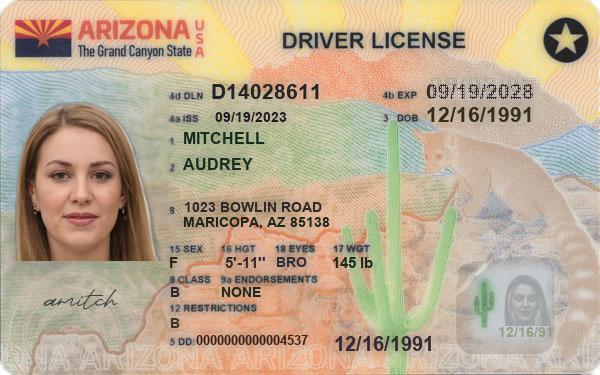 ARIZONA USA
The Grand Canyon State
DRIVER LICENSE
4d DLN D14028611
4b EXP 09/19/2028
4a ISS 09/19/2023
3 DOB 12/16/1991
1 MITCHELL
2 AUDREY
8 1023 BOWLIN ROAD
MARICOPA, AZ 85138
15 SEX 16 HGT 18 EYES 17 WGT
F 5'-11" BRO 145 lb
9 CLASS 9a ENDORSEMENTS
B NONE
12 RESTRICTIONS
B
amitch
5 DD: 0000000000004537
12/16/1991
12/16/91
ARIZONA ARIZONA ARIZONA ARIZONA